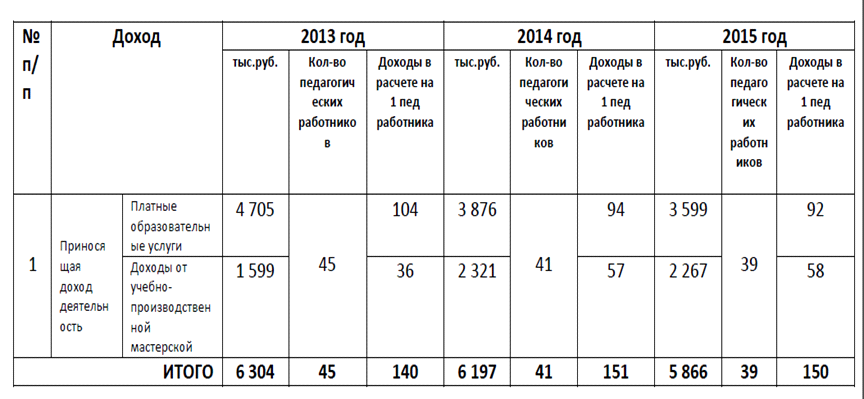 № п/п Доход 2013 год 2014 год 2015 год
тыс.руб. Кол-во педагогических работников Доходы в расчете на 1 пед работника тыс.руб. Кол-во педагогических работников Доходы в расчете на 1 пед работника тыс.руб. Кол-во педагогических работников Доходы в расчете на 1 пед работника
1 Приносящая доход деятельность Платные образовательные услуги 4 705 45 104 3 876 41 94 3 599 39 92
Доходы от учебно-производственной мастерской 1 599 36 2 321 57 2 267 58
ИТОГО 6 304 45 140 6 197 41 151 5 866 39 150